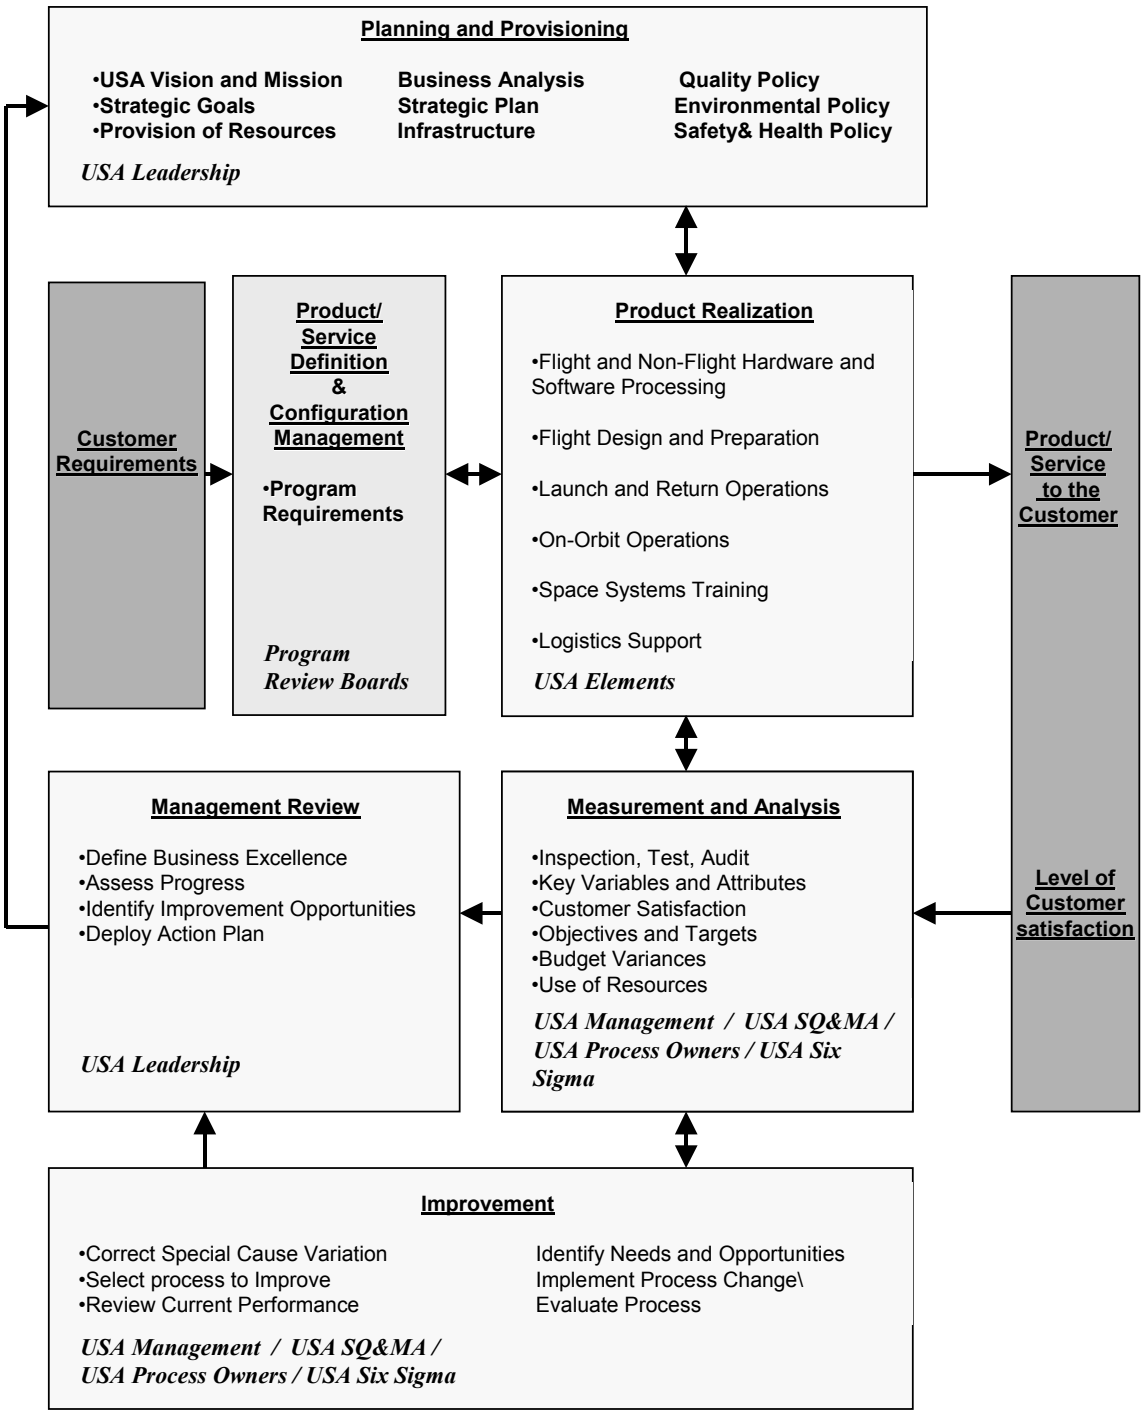 Planning and Provisioning
•USA Vision and Mission Business Analysis Quality Policy
•Strategic Goals Strategic Plan Environmental Policy
•Provision of Resources Infrastructure Safety& Health Policy
USA Leadership
Customer
Requirements
Product/
Service
Definition
&
Configuration
Management
•Program
Requirements
Program
Review Boards
Product Realization
•Flight and Non-Flight Hardware and
Software Processing
•Flight Design and Preparation
•Launch and Return Operations
•On-Orbit Operations
•Space Systems Training
•Logistics Support
USA Elements
Product/
Service
to the
Customer
Level of
Customer
satisfaction
Management Review
•Define Business Excellence
•Assess Progress
•Identify Improvement Opportunities
•Deploy Action Plan
USA Leadership
Measurement and Analysis
•Inspection, Test, Audit
•Key Variables and Attributes
•Customer Satisfaction
•Objectives and Targets
•Budget Variances
•Use of Resources
USA Management / USA SQ&MA /
USA Process Owners / USA Six
Sigma
Improvement
•Correct Special Cause Variation Identify Needs and Opportunities
•Select process to Improve Implement Process Change\
•Review Current Performance Evaluate Process
USA Management / USA SQ&MA /
USA Process Owners / USA Six Sigma